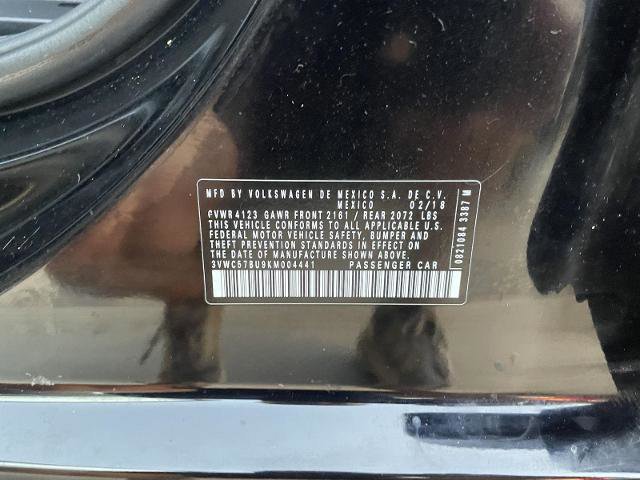 MFD BY VOLKSWAGEN DE MEXICO S.A. DE C.V.
MEXICO 02/18
GVWR4123 GAWR FRONT 2161 / REAR 2072 LBS
THIS VEHICLE CONFORMS TO ALL APPLICABLE U.S.
FEDERAL MOTOR VEHICLE SAFETY, BUMPER AND
THEFT PREVENTION STANDARDS IN EFFECT ON
THE DATE OF MANUFACTURE SHOWN ABOVE.
3VWC57BU9KM004441 PASSENGER CAR
0821084 3387 M